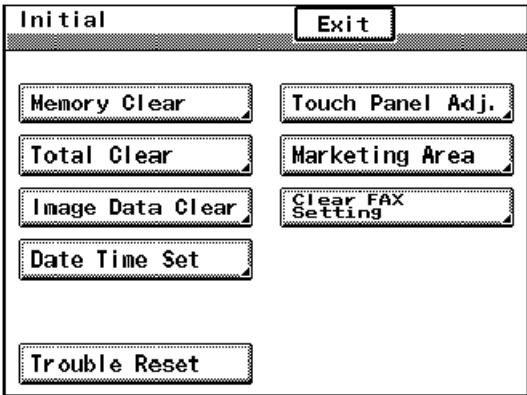 Initial
Exit
Memory Clear
Touch Panel Adj.
Total Clear
Marketing Area
Image Data Clear
Clear FAX
Setting
Date Time Set
Trouble Reset